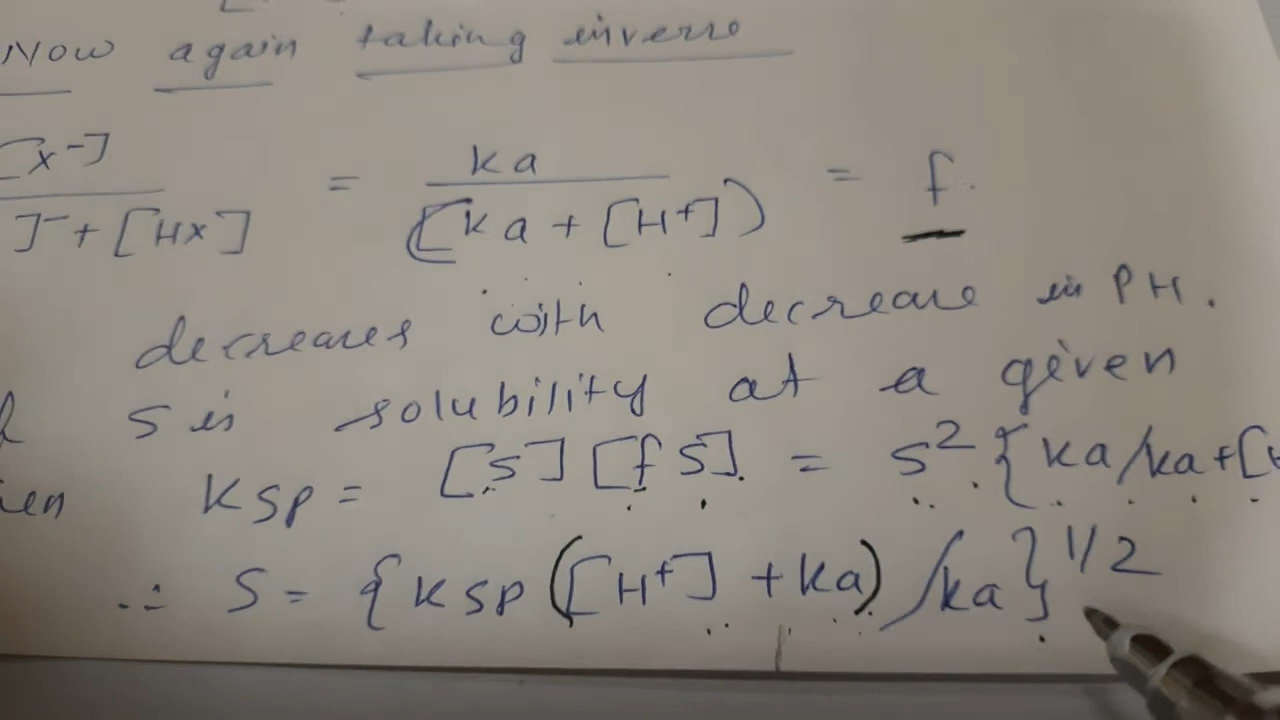 Now again taking inverse
[X-] = Ka = f.
]- + [HX] (Ka + [H+])
decreases with decrease in PH.
S is solubility at a given
KSP = [S] [f S] = S² { Ka/Ka + [
∴ S = { KSP ([H+] + Ka) / Ka }^1/2